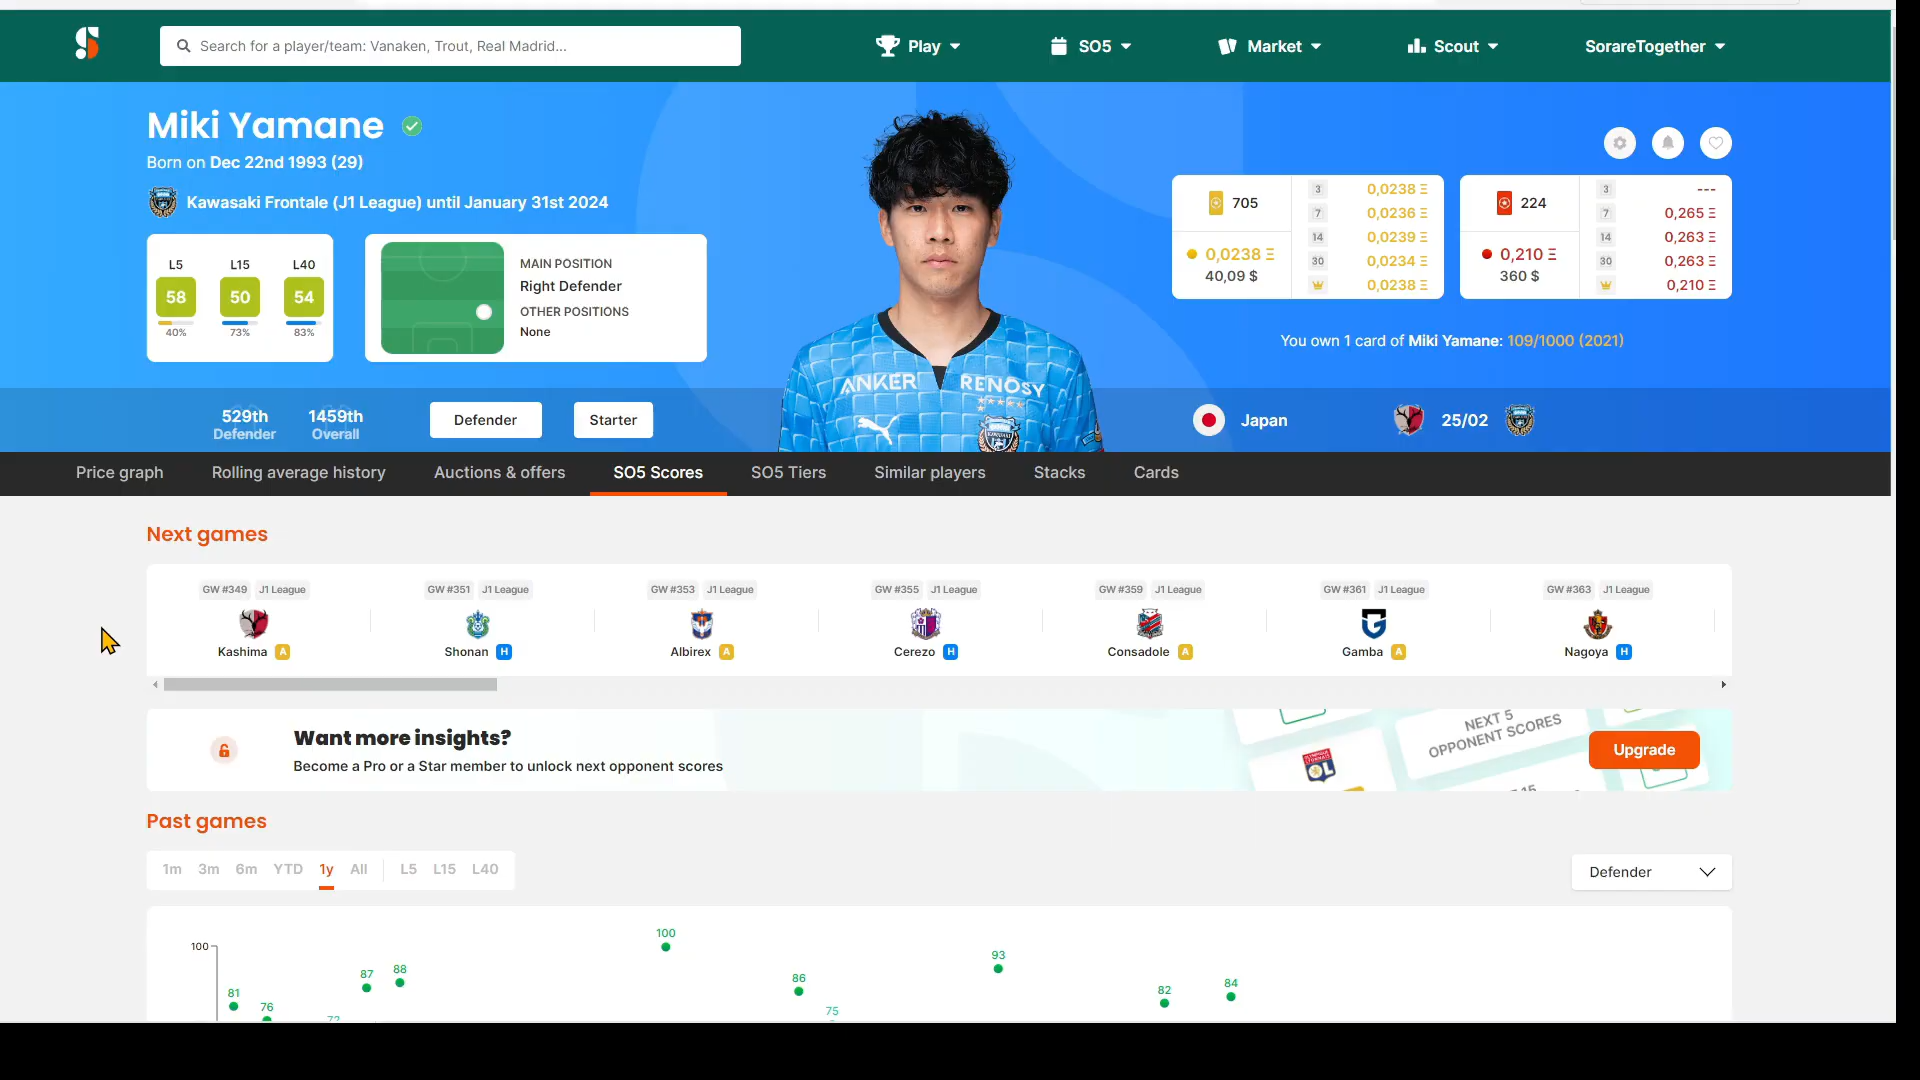 Search for a player/team: Vanaken, Trout, Real Madrid...
Play
SO5
Market
Scout
SorareTogether
Miki Yamane
Born on Dec 22nd 1993 (29)
Kawasaki Frontale (J1 League) until January 31st 2024
L5 L15 L40
58 50 54
40% 73% 83%
MAIN POSITION
Right Defender
OTHER POSITIONS
None
ANKER RENOSY
705
0,0238 Ξ
40,09 $
3 0,0238 Ξ
7 0,0236 Ξ
14 0,0239 Ξ
30 0,0234 Ξ
0,0238 Ξ
224
0,210 Ξ
360 $
3 ---
7 0,265 Ξ
14 0,263 Ξ
30 0,263 Ξ
0,210 Ξ
You own 1 card of Miki Yamane: 109/1000 (2021)
529th
Defender
1459th
Overall
Defender
Starter
Japan
25/02
Price graph
Rolling average history
Auctions & offers
SO5 Scores
SO5 Tiers
Similar players
Stacks
Cards
Next games
GW #349 J1 League
Kashima A
GW #351 J1 League
Shonan H
GW #353 J1 League
Albirex A
GW #355 J1 League
Cerezo H
GW #359 J1 League
Consadole A
GW #361 J1 League
Gamba A
GW #363 J1 League
Nagoya H
Want more insights?
Become a Pro or a Star member to unlock next opponent scores
NEXT 5
OPPONENT SCORES
Upgrade
Past games
1m 3m 6m YTD 1y All L5 L15 L40
Defender
100
81
76
72
87
88
100
86
75
93
82
84